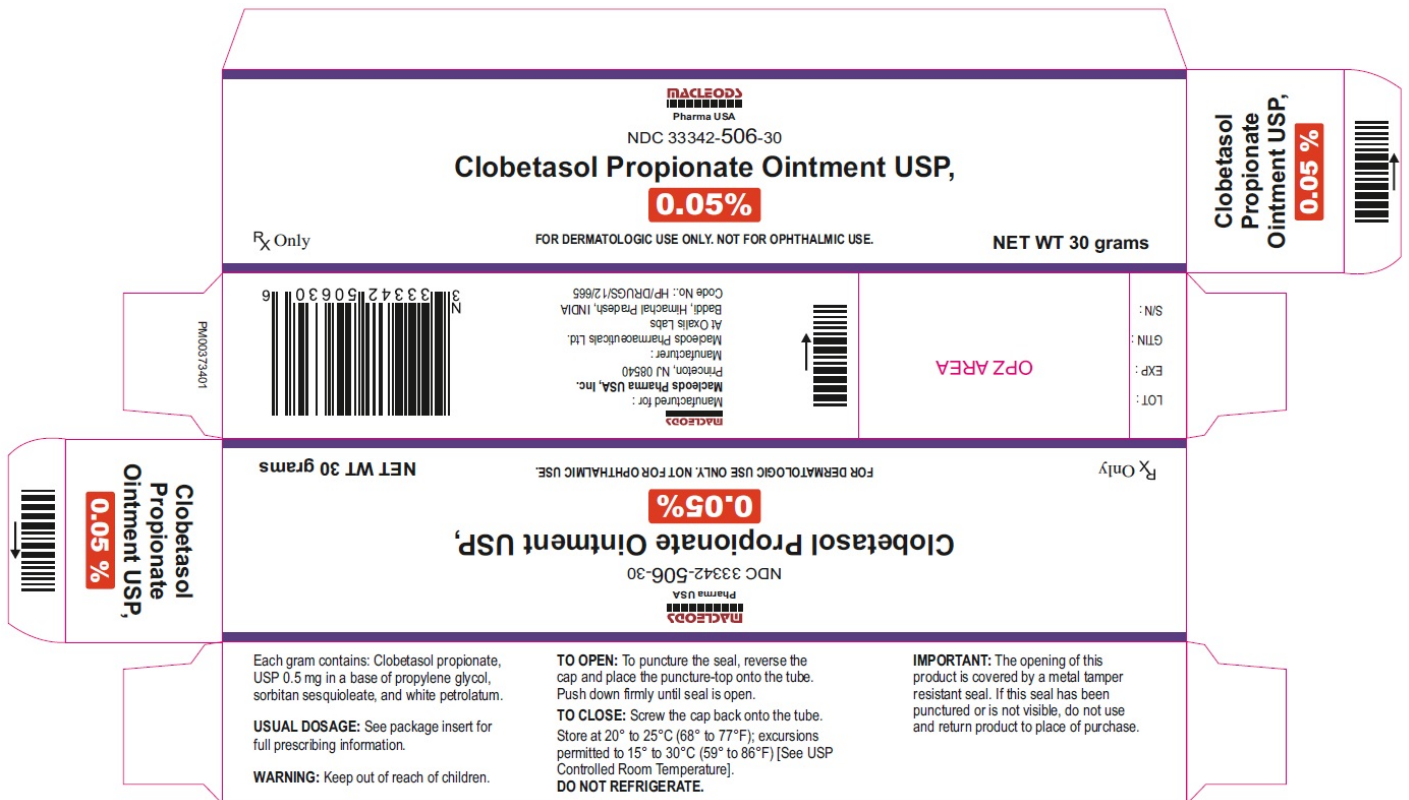 MACLEODS
Pharma USA
NDC 33342-506-30
Clobetasol Propionate Ointment USP,
0.05%
FOR DERMATOLOGIC USE ONLY. NOT FOR OPHTHALMIC USE.
Rx Only
NET WT 30 grams
Clobetasol
Propionate
Ointment USP,
0.05 %
PM00373401
N
3 33342 50630 6
MACLEODS
Manufactured for :
Macleods Pharma USA, Inc.
Princeton, NJ 08540
Manufacturer :
Macleods Pharmaceuticals Ltd.
At Oxalis Labs
Baddi, Himachal Pradesh, INDIA
Code No.: HP/DRUGS/12/665
OPZ AREA
LOT :
EXP :
GTIN :
S/N :
MACLEODS
Pharma USA
NDC 33342-506-30
Clobetasol Propionate Ointment USP,
0.05%
FOR DERMATOLOGIC USE ONLY. NOT FOR OPHTHALMIC USE.
Rx Only
NET WT 30 grams
Clobetasol
Propionate
Ointment USP,
0.05 %
Each gram contains: Clobetasol propionate,
USP 0.5 mg in a base of propylene glycol,
sorbitan sesquioleate, and white petrolatum.
USUAL DOSAGE: See package insert for
full prescribing information.
WARNING: Keep out of reach of children.
TO OPEN: To puncture the seal, reverse the
cap and place the puncture-top onto the tube.
Push down firmly until seal is open.
TO CLOSE: Screw the cap back onto the tube.
Store at 20° to 25°C (68° to 77°F); excursions
permitted to 15° to 30°C (59° to 86°F) [See USP
Controlled Room Temperature].
DO NOT REFRIGERATE.
IMPORTANT: The opening of this
product is covered by a metal tamper
resistant seal. If this seal has been
punctured or is not visible, do not use
and return product to place of purchase.